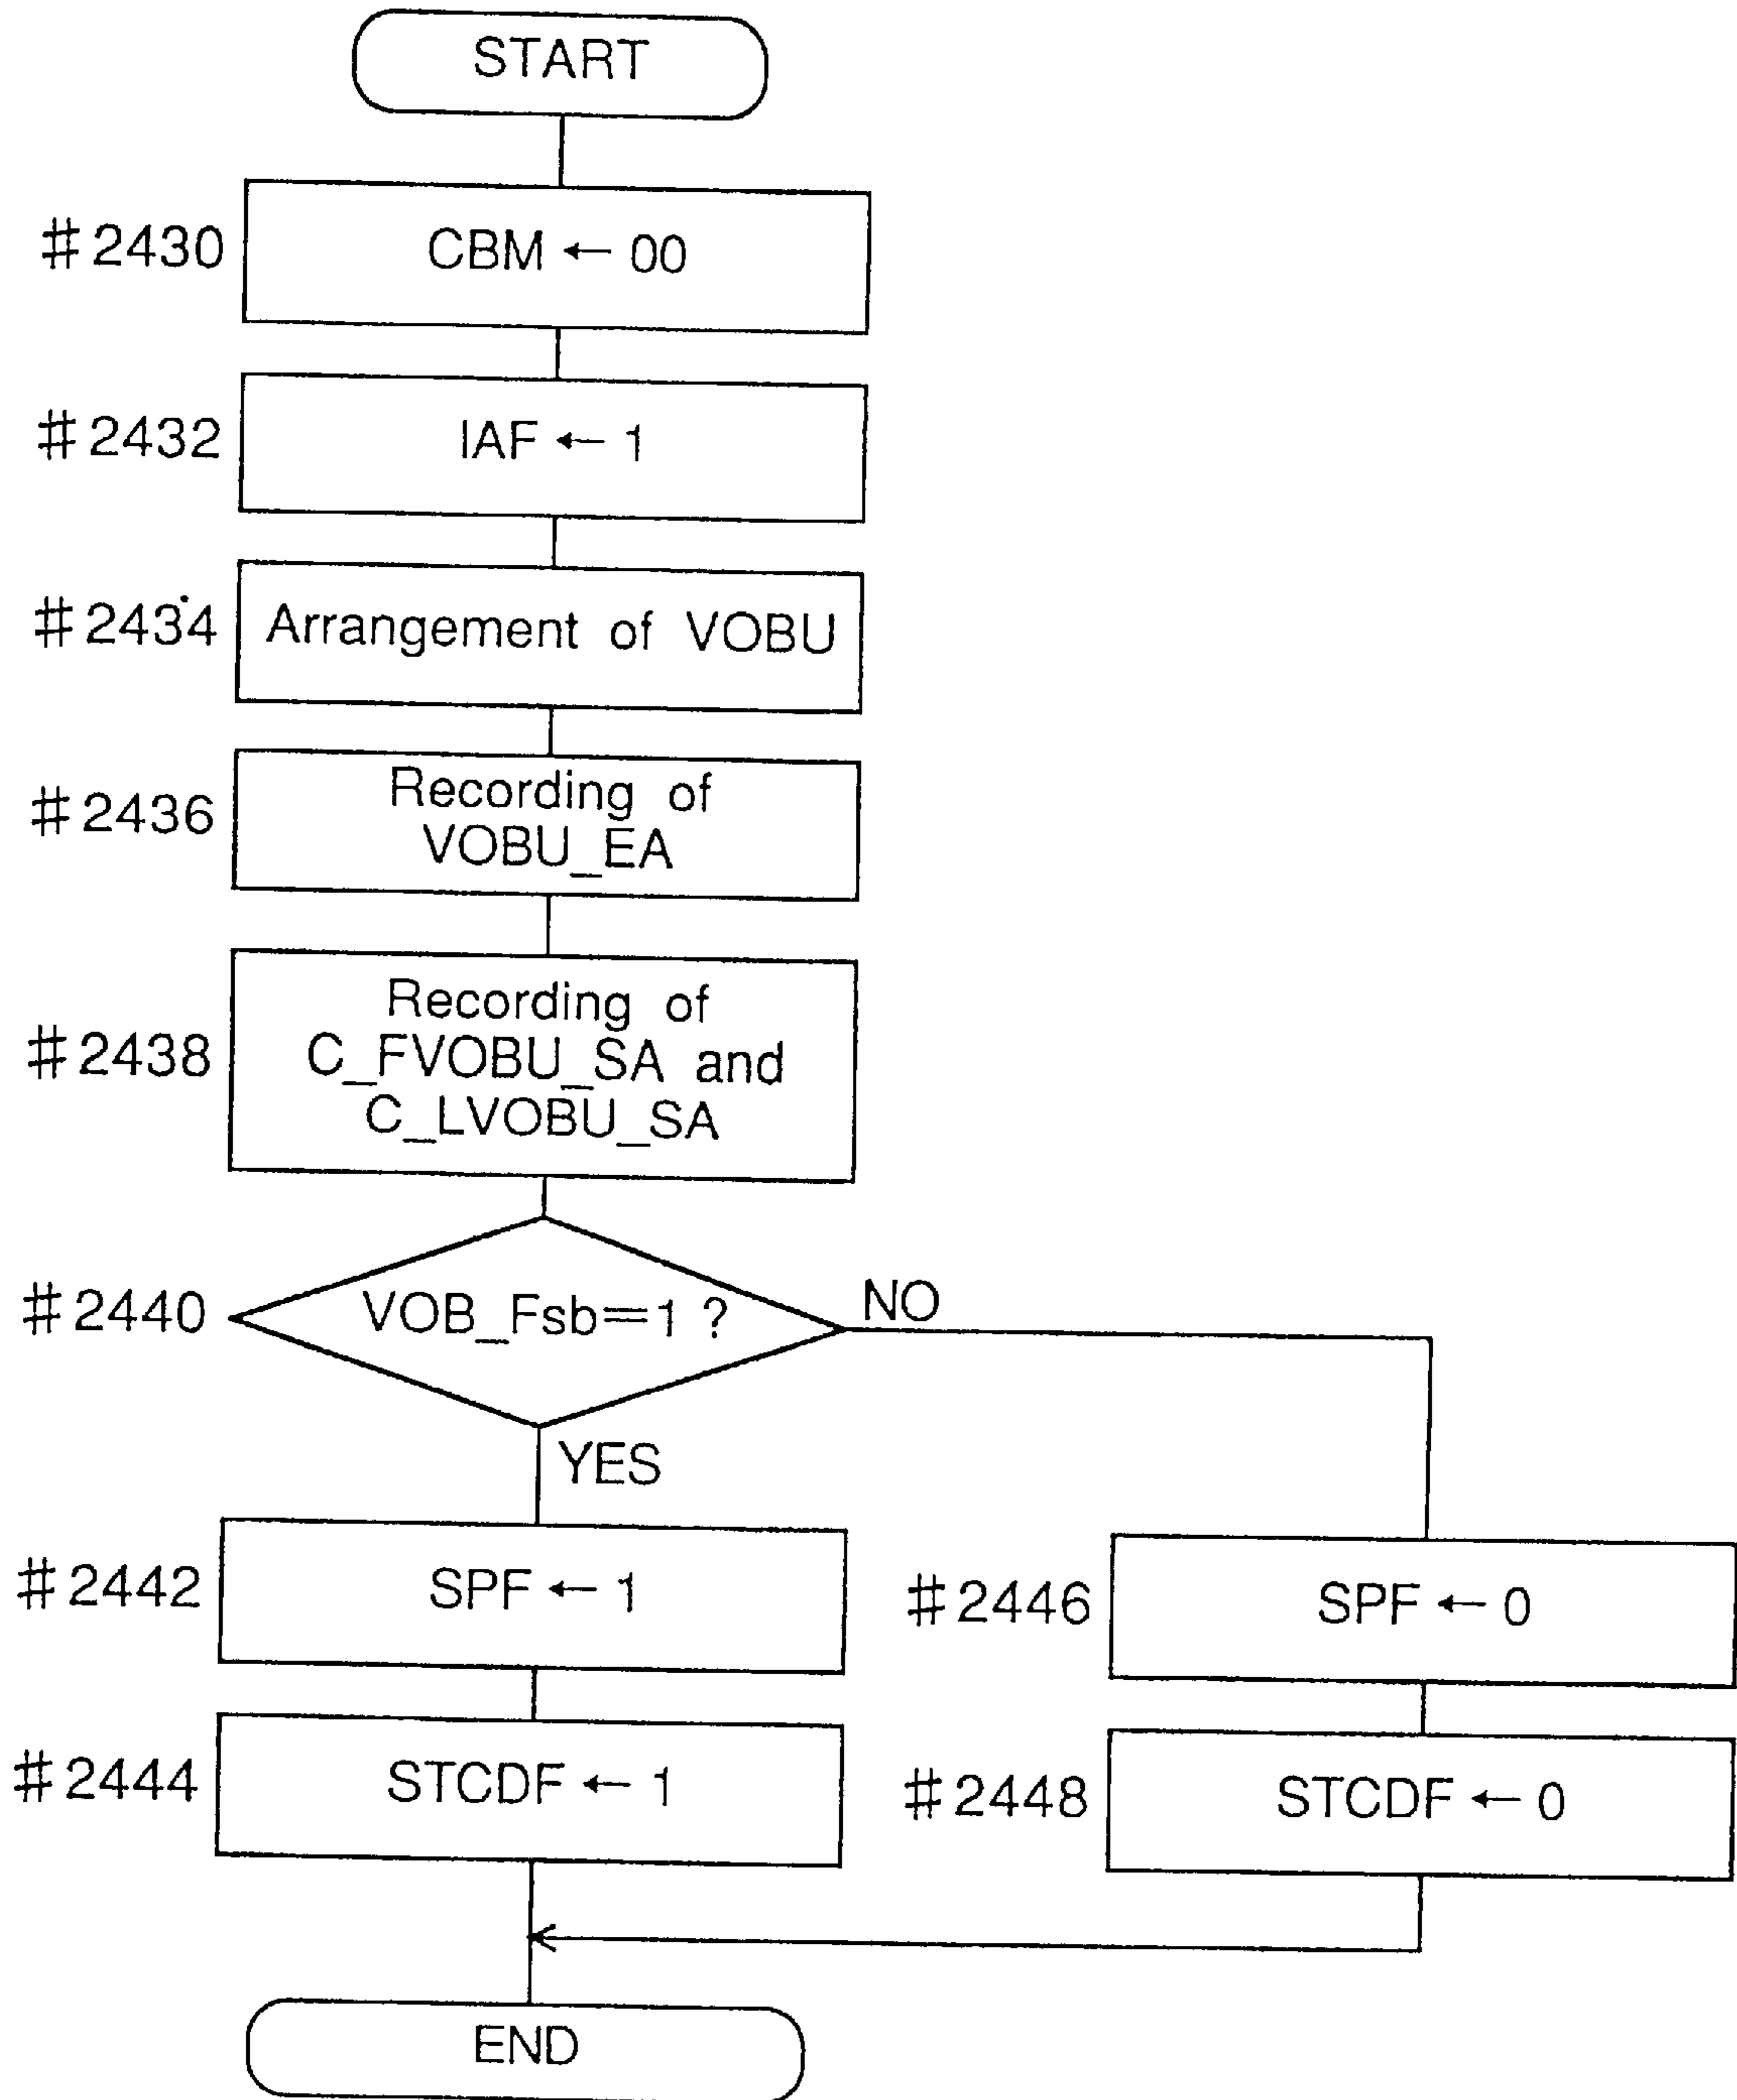 START
#2430
CBM ← 00
#2432
IAF ← 1
#2434
Arrangement of VOBU
#2436
Recording of
VOBU_EA
#2438
Recording of
C_FVOBU_SA and
C_LVOBU_SA
#2440
VOB_Fsb=1 ?
NO
YES
#2442
SPF ← 1
#2446
SPF ← 0
#2444
STCDF ← 1
#2448
STCDF ← 0
END